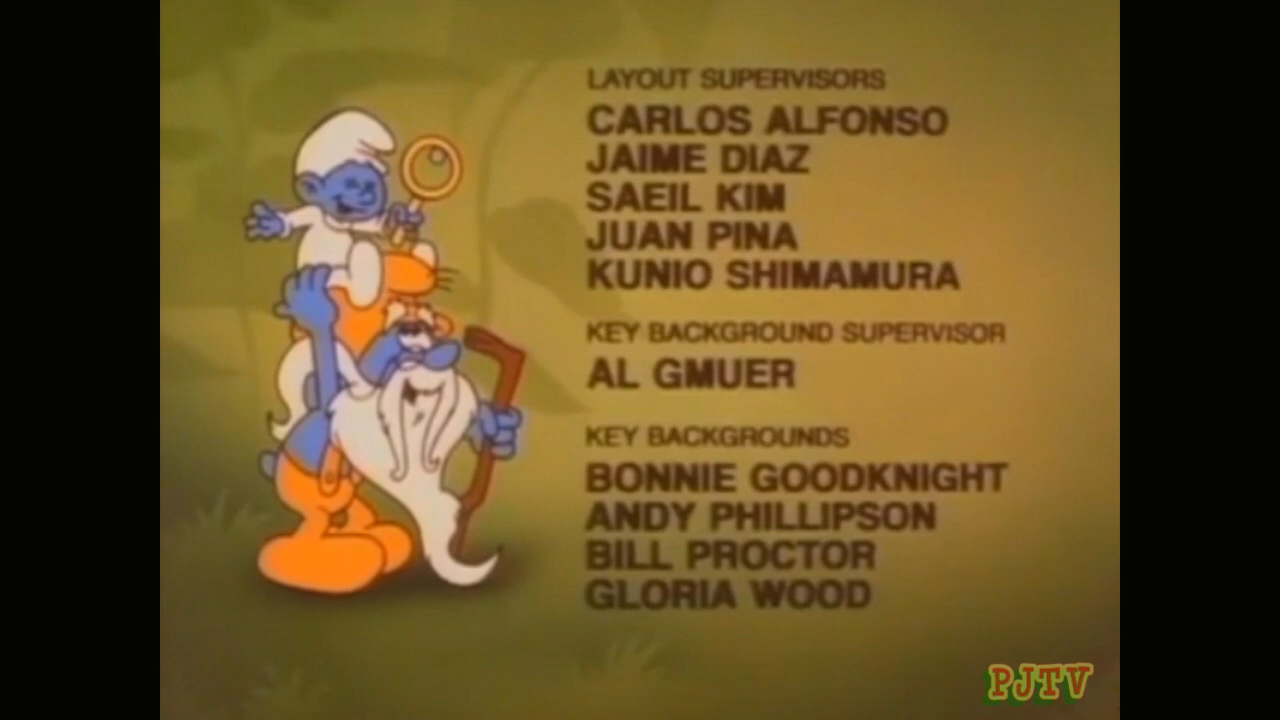 LAYOUT SUPERVISORS
CARLOS ALFONSO
JAIME DIAZ
SAEIL KIM
JUAN PINA
KUNIO SHIMAMURA
KEY BACKGROUND SUPERVISOR
AL GMUER
KEY BACKGROUNDS
BONNIE GOODKNIGHT
ANDY PHILLIPSON
BILL PROCTOR
GLORIA WOOD
PJTV